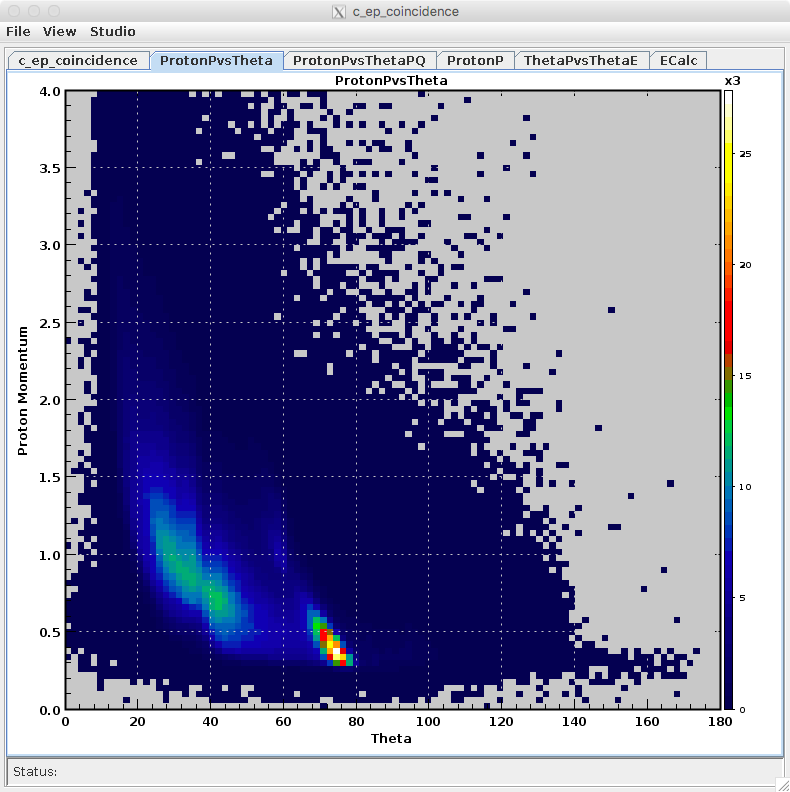 c_ep_coincidence
File View Studio
c_ep_coincidence ProtonPvsTheta ProtonPvsThetaPQ ProtonP ThetaPvsThetaE ECalc
ProtonPvsTheta
x3
4.0
3.5
3.0
2.5
2.0
1.5
1.0
0.5
0.0
Proton Momentum
25
20
15
10
5
0
0 20 40 60 80 100 120 140 160 180
Theta
Status: